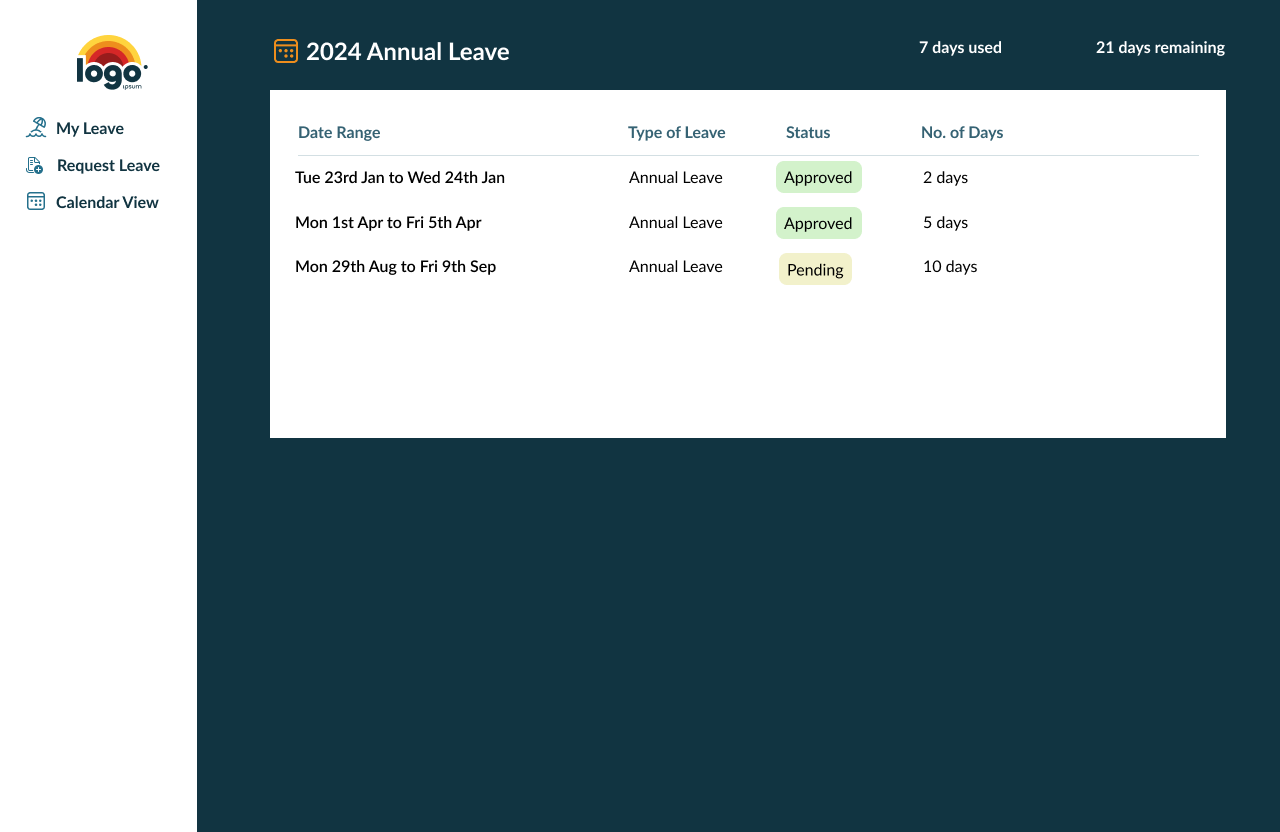 logo
ipsum
My Leave
Request Leave
Calendar View
2024 Annual Leave
7 days used
21 days remaining
Date Range Type of Leave Status No. of Days
Tue 23rd Jan to Wed 24th Jan Annual Leave Approved 2 days
Mon 1st Apr to Fri 5th Apr Annual Leave Approved 5 days
Mon 29th Aug to Fri 9th Sep Annual Leave Pending 10 days